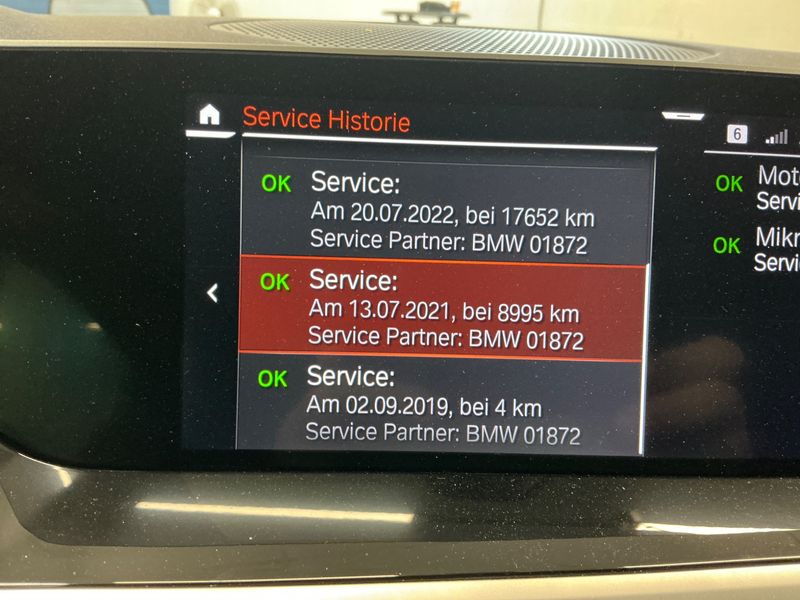 Service Historie
6
OK Service:
Am 20.07.2022, bei 17652 km
Service Partner: BMW 01872
OK Service:
Am 13.07.2021, bei 8995 km
Service Partner: BMW 01872
OK Service:
Am 02.09.2019, bei 4 km
Service Partner: BMW 01872
OK
OK